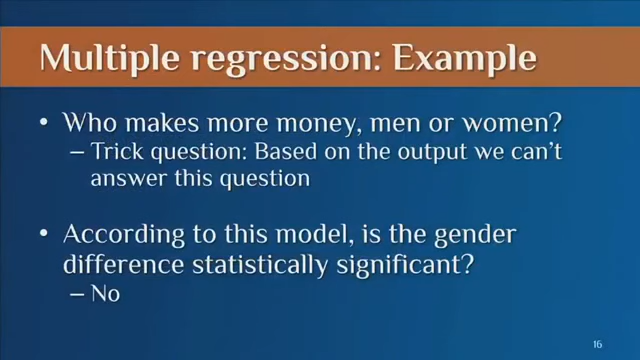 Multiple regression: Example
• Who makes more money, men or women?
– Trick question: Based on the output we can't
answer this question
• According to this model, is the gender
difference statistically significant?
– No
16